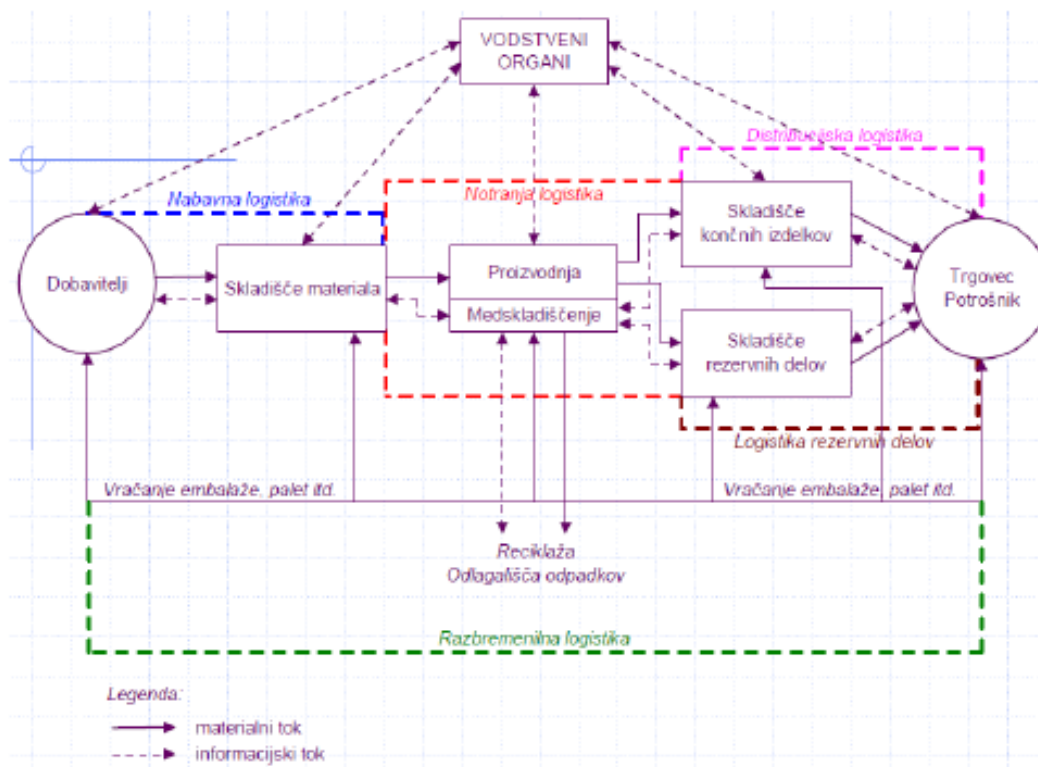 VODSTVENI
ORGANI
Distribucijska logistika
Nabavna logistika
Notranja logistika
Skladišče
končnih izdelkov
Dobavitelji
Skladišče materiala
Proizvodnja
Medskladiščenje
Trgovec
Potrošnik
Skladišče
rezervnih delov
Logistika rezervnih delov
Vračanje embalaže, palet itd.
Vračanje embalaže, palet itd.
Reciklaža
Odlagališča odpadkov
Razbremenilna logistika
Legenda:
materialni tok
informacijski tok